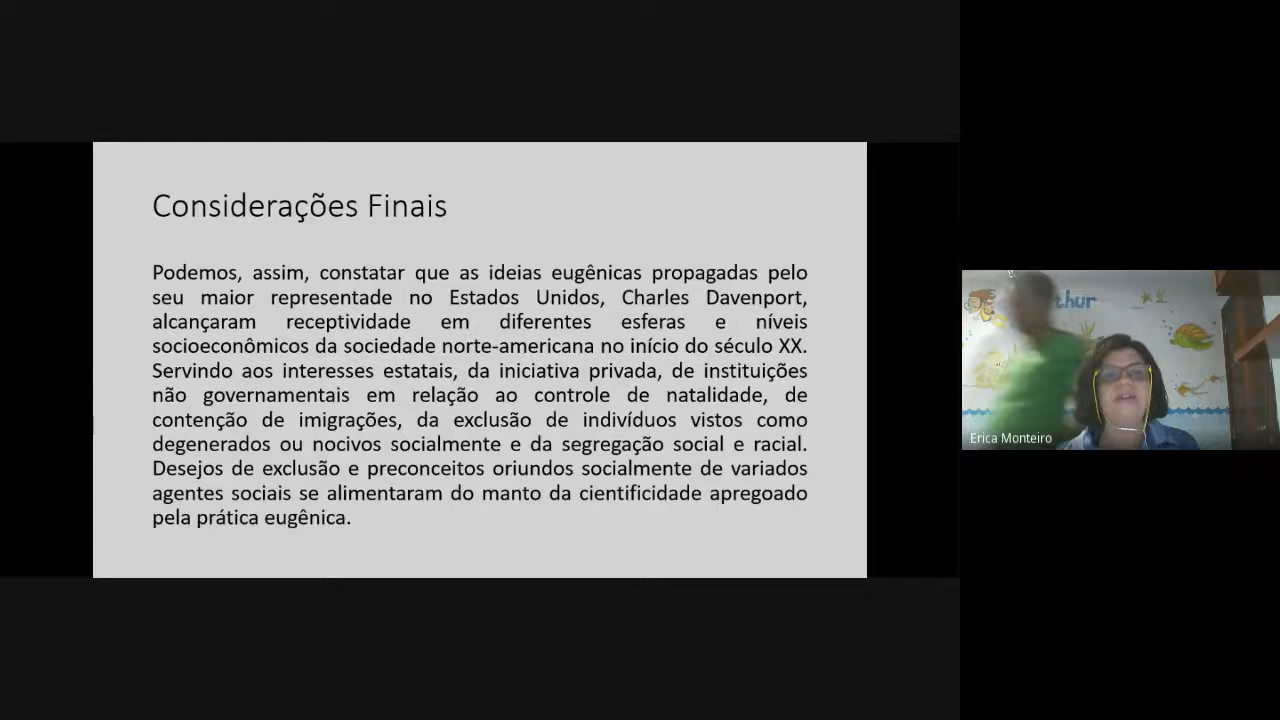 Considerações Finais
Podemos, assim, constatar que as ideias eugênicas propagadas pelo
seu maior representade no Estados Unidos, Charles Davenport,
alcançaram receptividade em diferentes esferas e níveis
socioeconômicos da sociedade norte-americana no início do século XX.
Servindo aos interesses estatais, da iniciativa privada, de instituições
não governamentais em relação ao controle de natalidade, de
contenção de imigrações, da exclusão de indivíduos vistos como
degenerados ou nocivos socialmente e da segregação social e racial.
Desejos de exclusão e preconceitos oriundos socialmente de variados
agentes sociais se alimentaram do manto da cientificidade apregoado
pela prática eugênica.
thur
Erica Monteiro